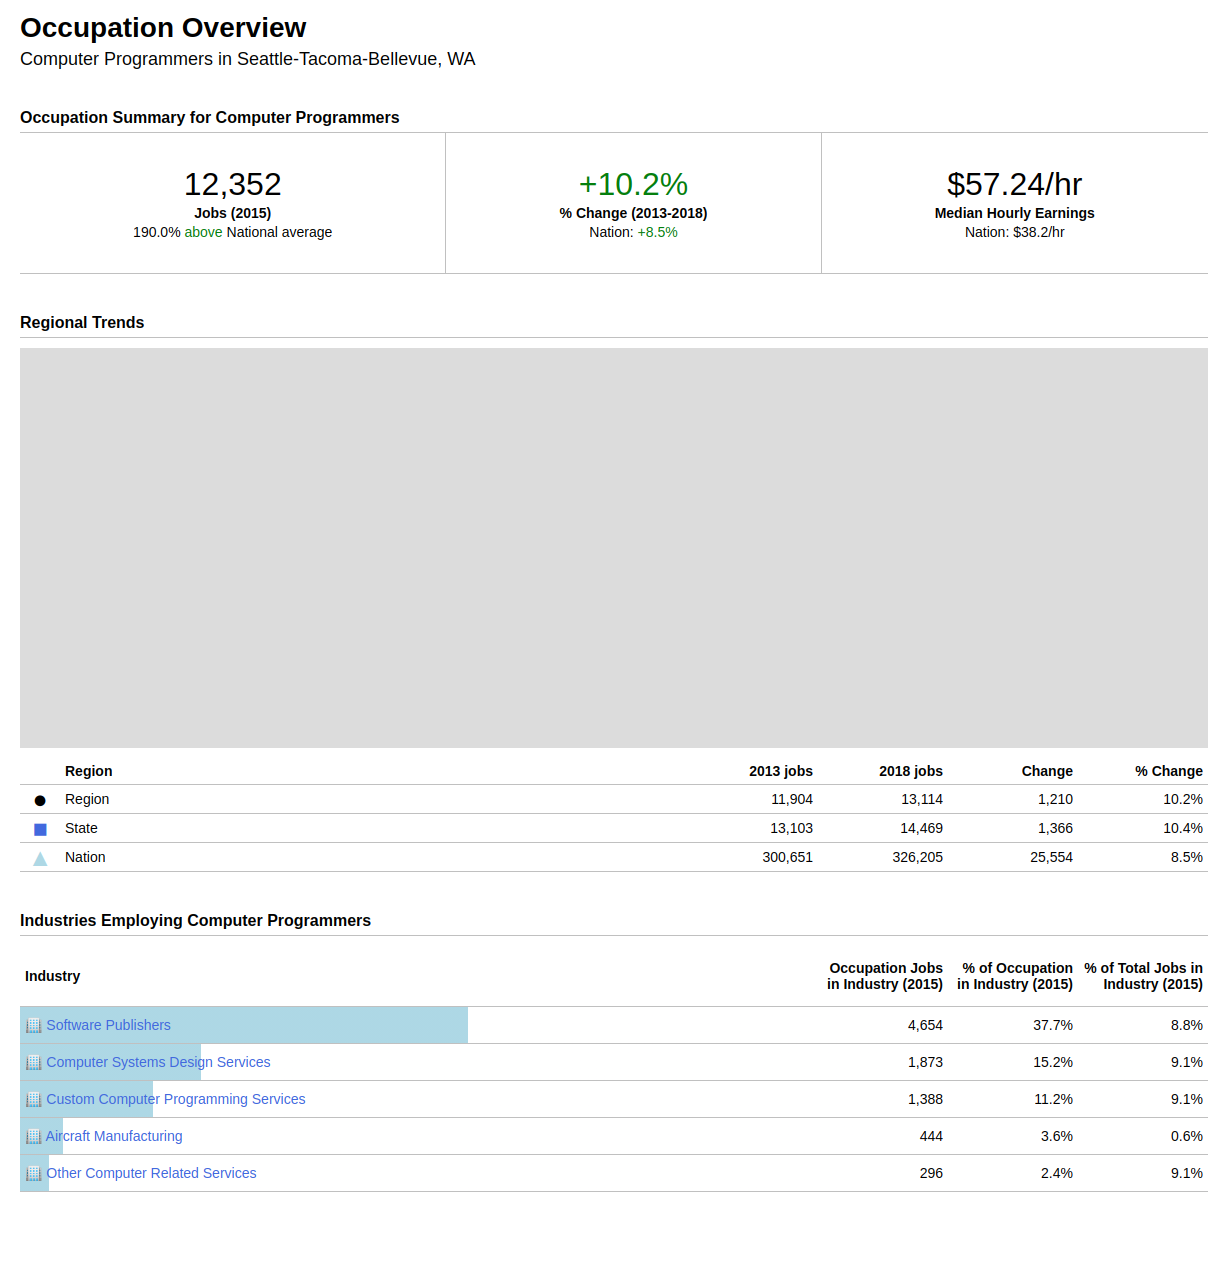 Occupation Overview
Computer Programmers in Seattle-Tacoma-Bellevue, WA
Occupation Summary for Computer Programmers
12,352
Jobs (2015)
190.0% above National average
+10.2%
% Change (2013-2018)
Nation: +8.5%
$57.24/hr
Median Hourly Earnings
Nation: $38.2/hr
Regional Trends
Region 2013 jobs 2018 jobs Change % Change
Region 11,904 13,114 1,210 10.2%
State 13,103 14,469 1,366 10.4%
Nation 300,651 326,205 25,554 8.5%
Industries Employing Computer Programmers
Industry
Occupation Jobs
in Industry (2015)
% of Occupation
in Industry (2015)
% of Total Jobs in
Industry (2015)
Software Publishers 4,654 37.7% 8.8%
Computer Systems Design Services 1,873 15.2% 9.1%
Custom Computer Programming Services 1,388 11.2% 9.1%
Aircraft Manufacturing 444 3.6% 0.6%
Other Computer Related Services 296 2.4% 9.1%